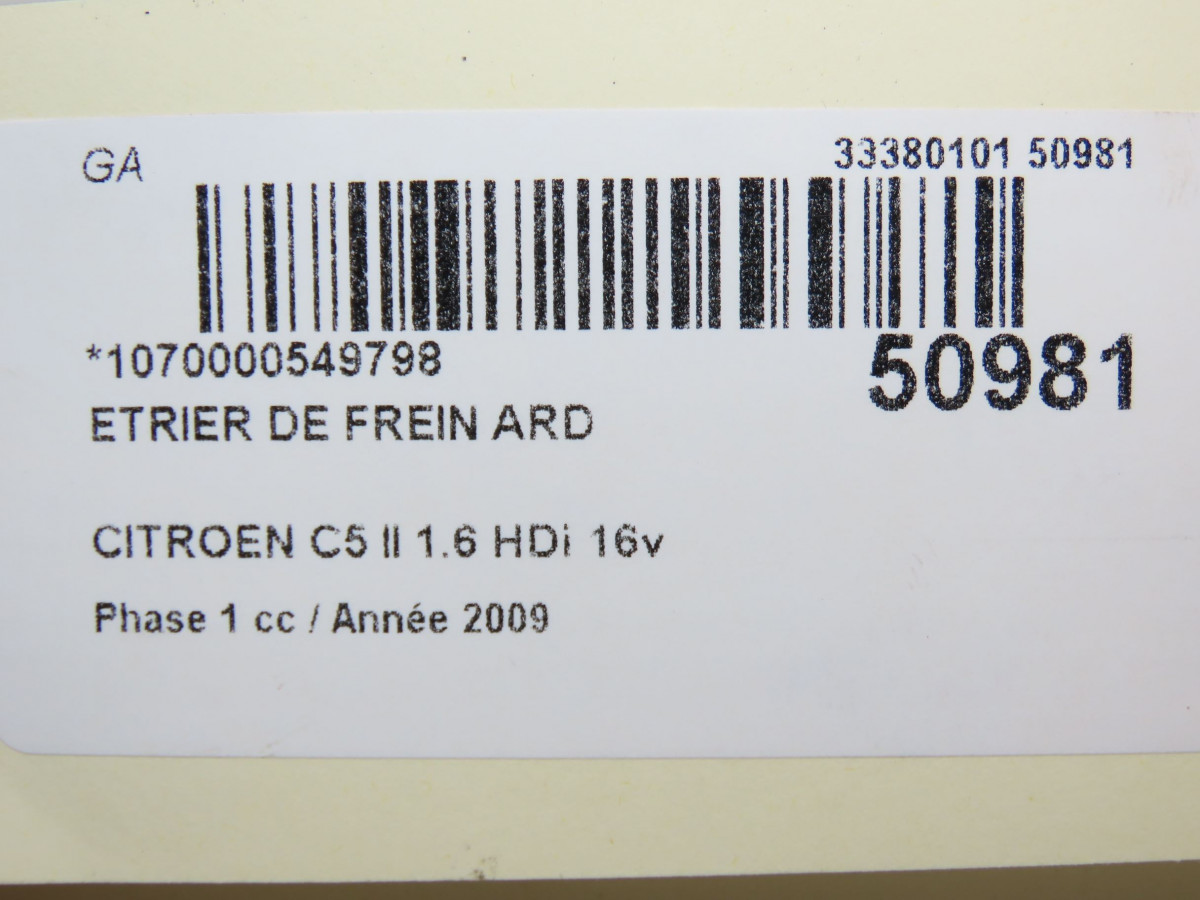 GA
33380101 50981
*1070000549798
50981
ETRIER DE FREIN ARD
CITROEN C5 II 1.6 HDi 16v
Phase 1 cc / Année 2009